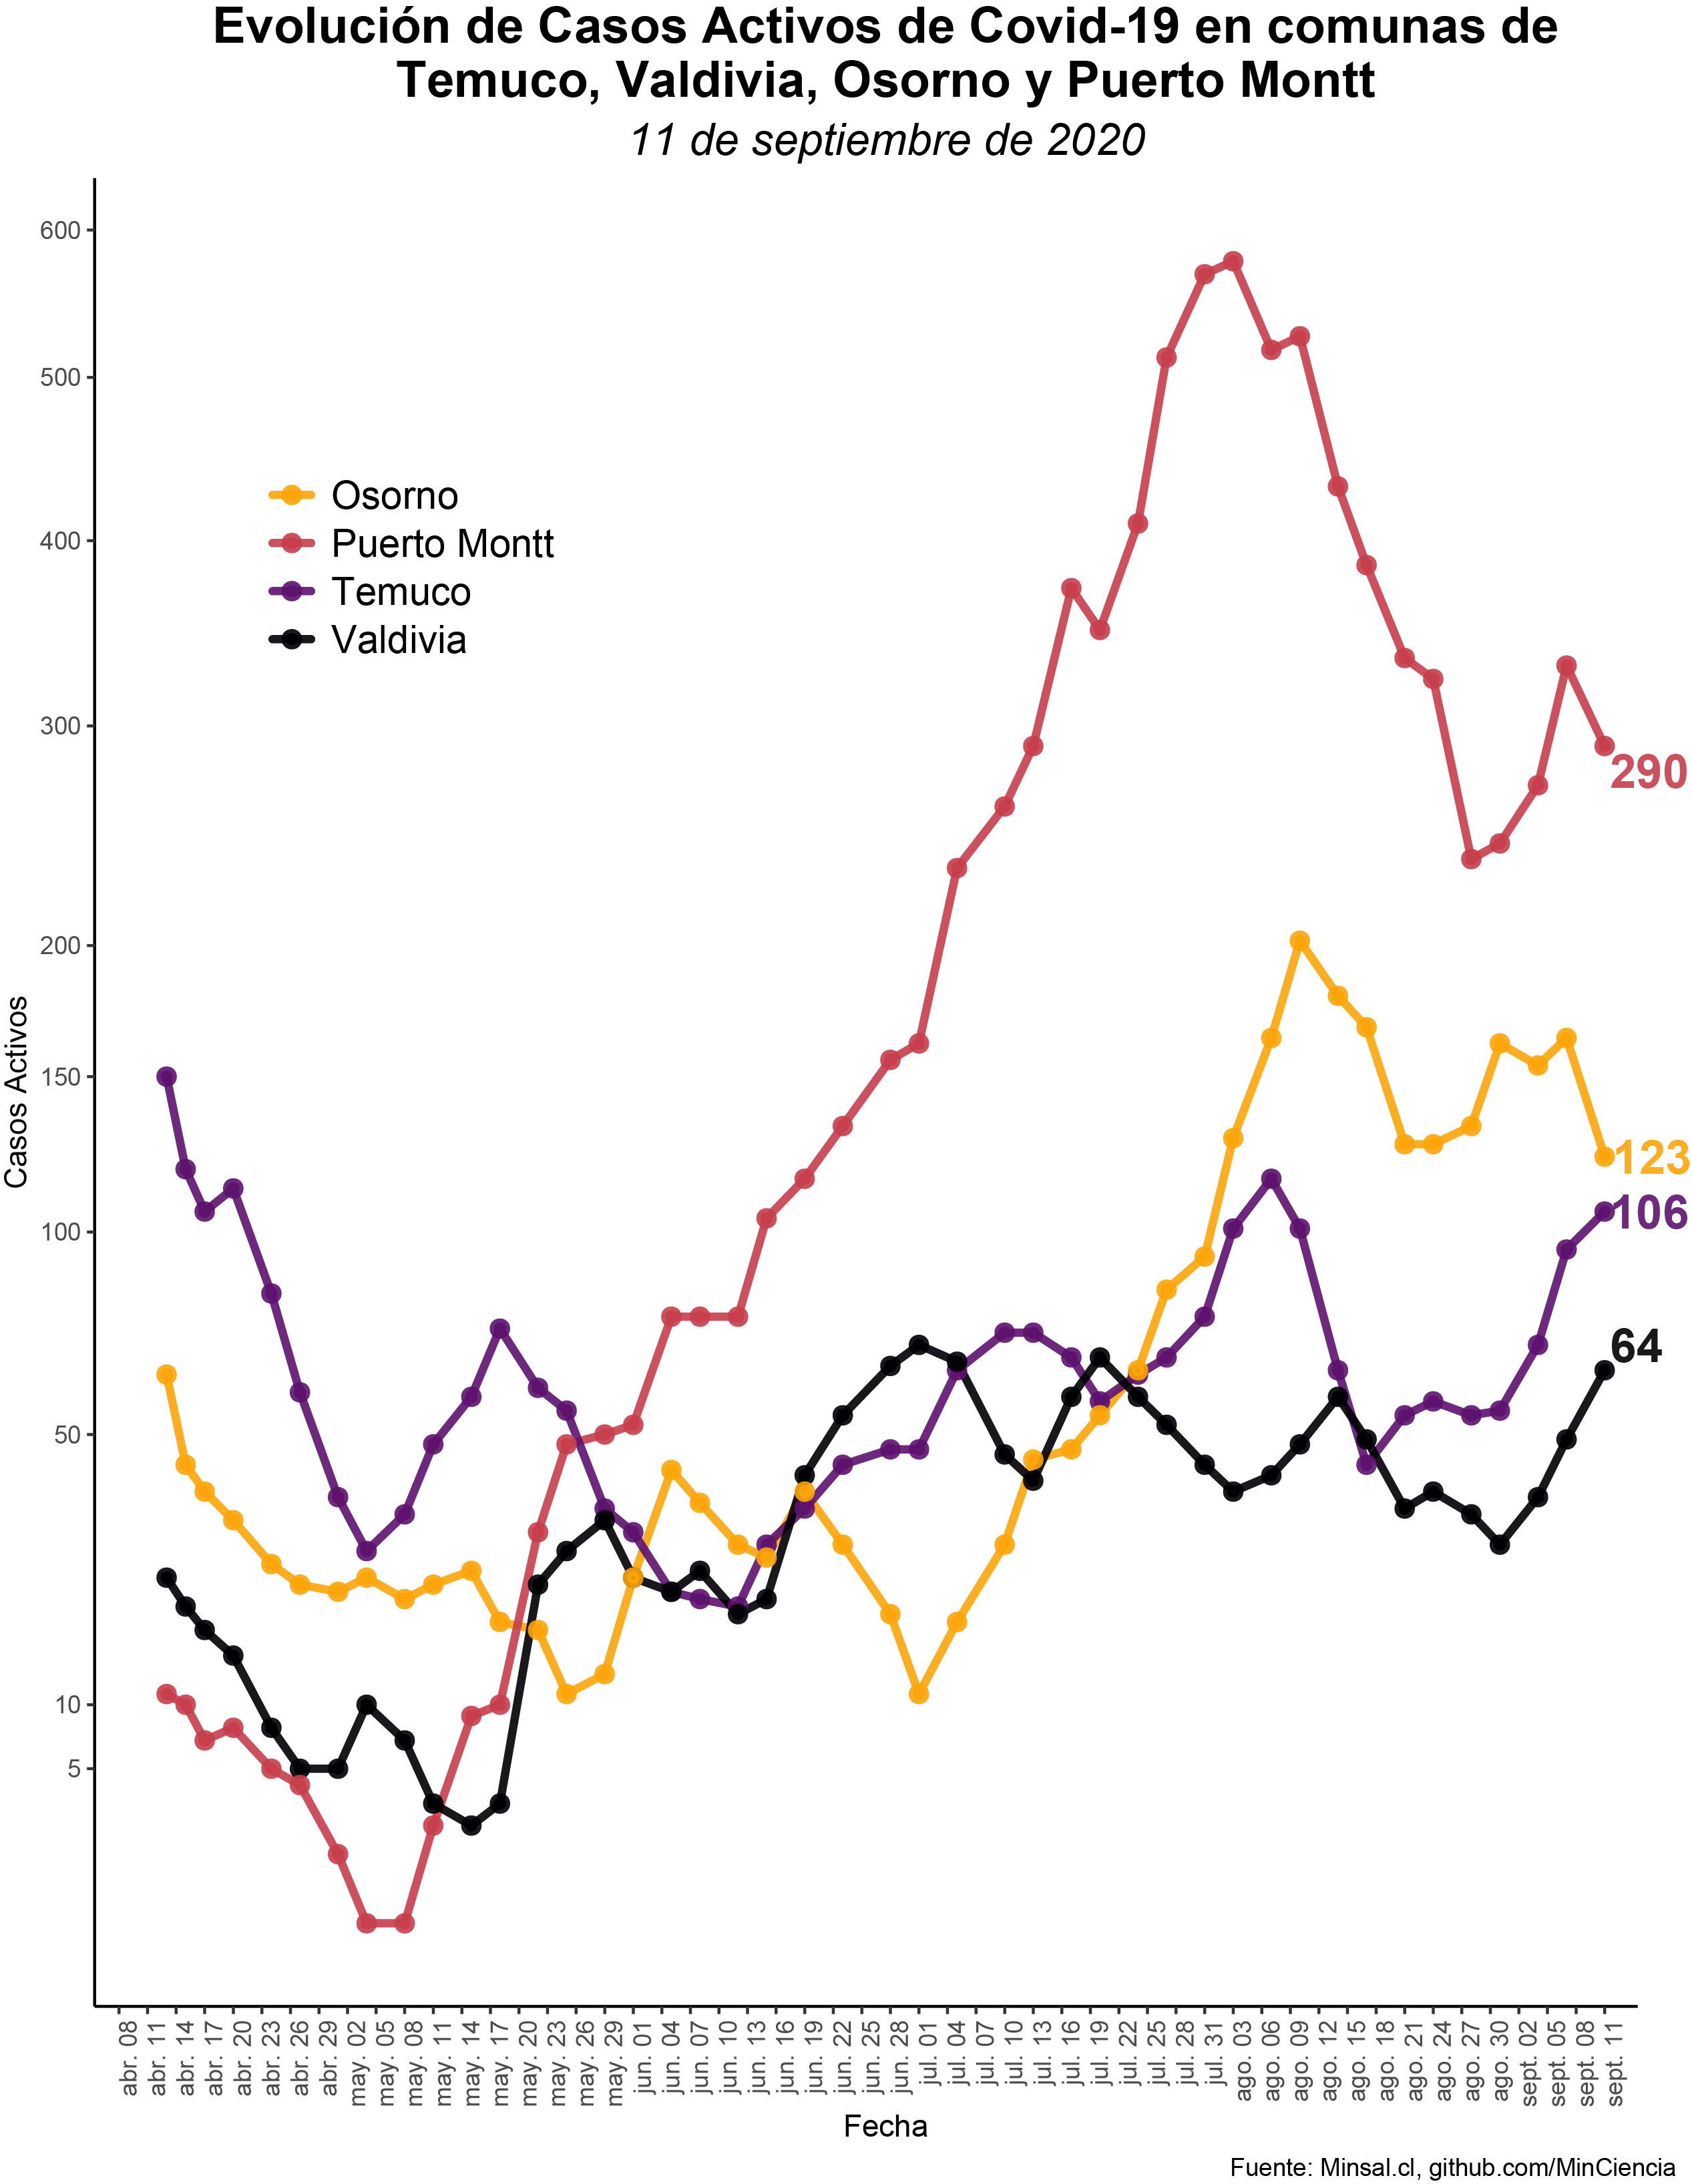 Evolución de Casos Activos de Covid-19 en comunas de
Temuco, Valdivia, Osorno y Puerto Montt
11 de septiembre de 2020
600
500
400
300
200
150
100
50
10
5
Casos Activos
Osorno
Puerto Montt
Temuco
Valdivia
290
123
106
64
abr. 08
abr. 11
abr. 14
abr. 17
abr. 20
abr. 23
abr. 26
abr. 29
may. 02
may. 05
may. 08
may. 11
may. 14
may. 17
may. 20
may. 23
may. 26
may. 29
jun. 01
jun. 04
jun. 07
jun. 10
jun. 13
jun. 16
jun. 19
jun. 22
jun. 25
jun. 28
jul. 01
jul. 04
jul. 07
jul. 10
jul. 13
jul. 16
jul. 19
jul. 22
jul. 25
jul. 28
jul. 31
ago. 03
ago. 06
ago. 09
ago. 12
ago. 15
ago. 18
ago. 21
ago. 24
ago. 27
ago. 30
sept. 02
sept. 05
sept. 08
sept. 11
Fecha
Fuente: Minsal.cl, github.com/MinCiencia